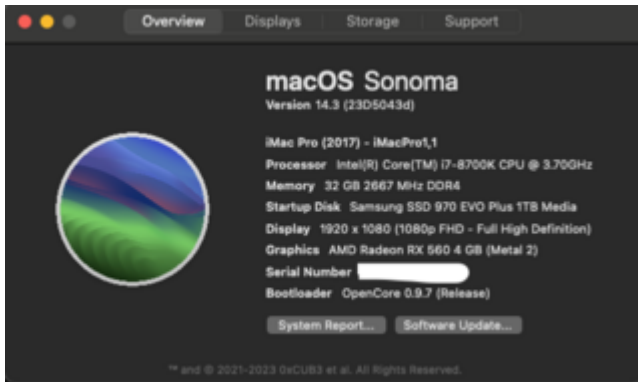 Overview Displays Storage Support
macOS Sonoma
Version 14.3 (23D5043d)
iMac Pro (2017) - iMacPro1,1
Processor Intel(R) Core(TM) i7-8700K CPU @ 3.70GHz
Memory 32 GB 2667 MHz DDR4
Startup Disk Samsung SSD 970 EVO Plus 1TB Media
Display 1920 x 1080 (1080p FHD - Full High Definition)
Graphics AMD Radeon RX 560 4 GB (Metal 2)
Serial Number
Bootloader OpenCore 0.9.7 (Release)
System Report... Software Update...
™ and © 2021-2023 0xCUB3 et al. All Rights Reserved.